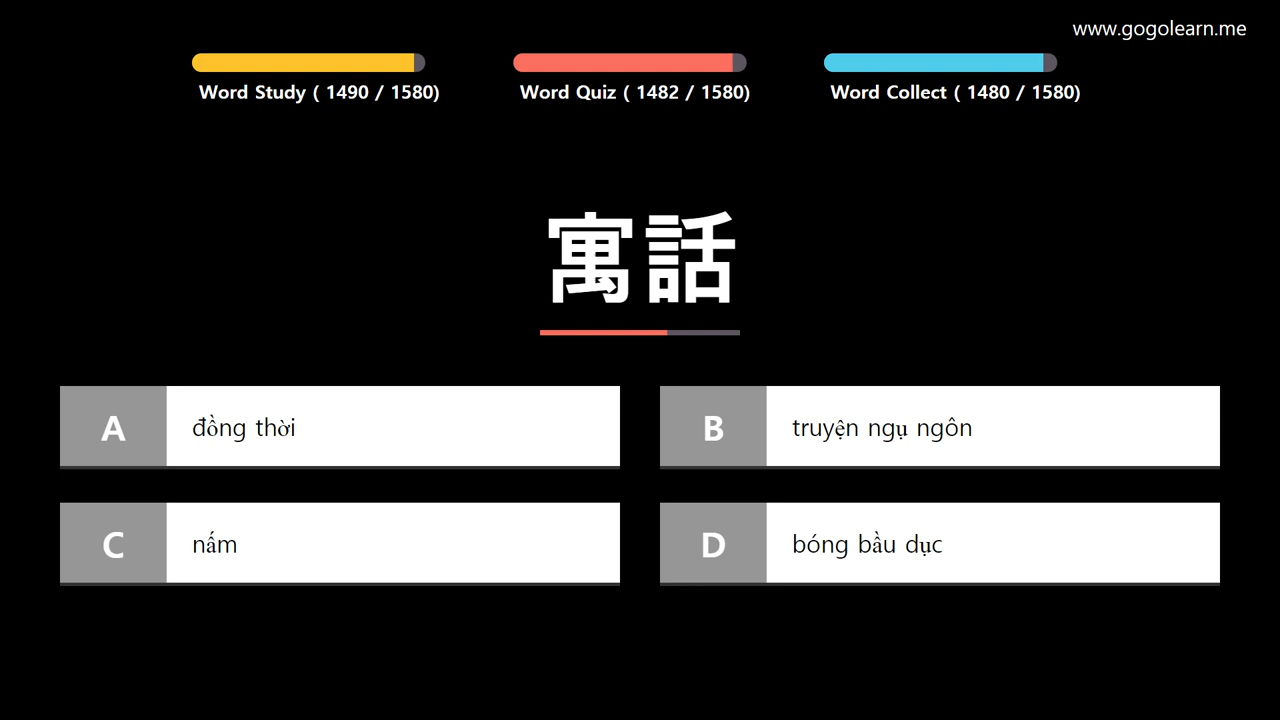 www.gogolearn.me
Word Study ( 1490 / 1580)
Word Quiz ( 1482 / 1580)
Word Collect ( 1480 / 1580)
寓話
A đồng thời
B truyện ngụ ngôn
C nấm
D bóng bầu dục